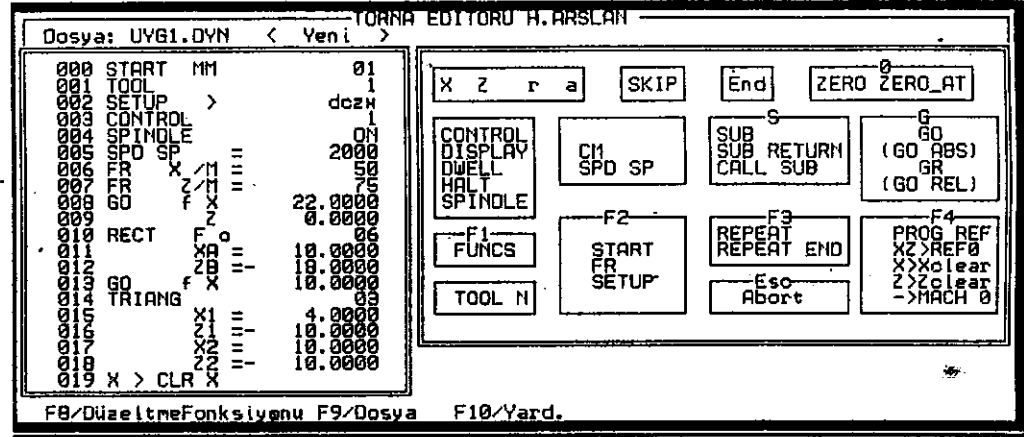 TORNA EDITORU H.ARSLAN
Dosya: UYG1.DYN < Yeni >
000 START MM 01
001 TOOL 1
002 SETUP > dczx
003 CONTROL 1
004 SPINDLE ON
005 SPD SP = 2000
006 FR X /M = 50
007 FR Z/M = 75
008 GO f X 22.0000
009 Z 0.0000
010 RECT F o 06
011 XA = 10.0000
012 ZB =- 18.0000
013 GO f X 10.0000
014 TRIANG 03
015 X1 = 4.0000
016 Z1 =- 10.0000
017 X2 = 10.0000
018 Z2 =- 10.0000
019 X > CLR X
X Z r a
SKIP
End
0
ZERO ZERO_AT
CONTROL
DISPLAY
DWELL
HALT
SPINDLE
CM
SPD SP
S
SUB
SUB RETURN
CALL SUB
G
GO
(GO ABS)
GR
(GO REL)
F1
FUNCS
F2
START
FR
SETUP
F3
REPEAT
REPEAT END
F4
PROG REF
XZ>REF0
X>Xclear
Z>Zclear
->MACH 0
TOOL N
Esc
Abort
F8/DüzeltmeFonksiyonu F9/Dosya F10/Yard.